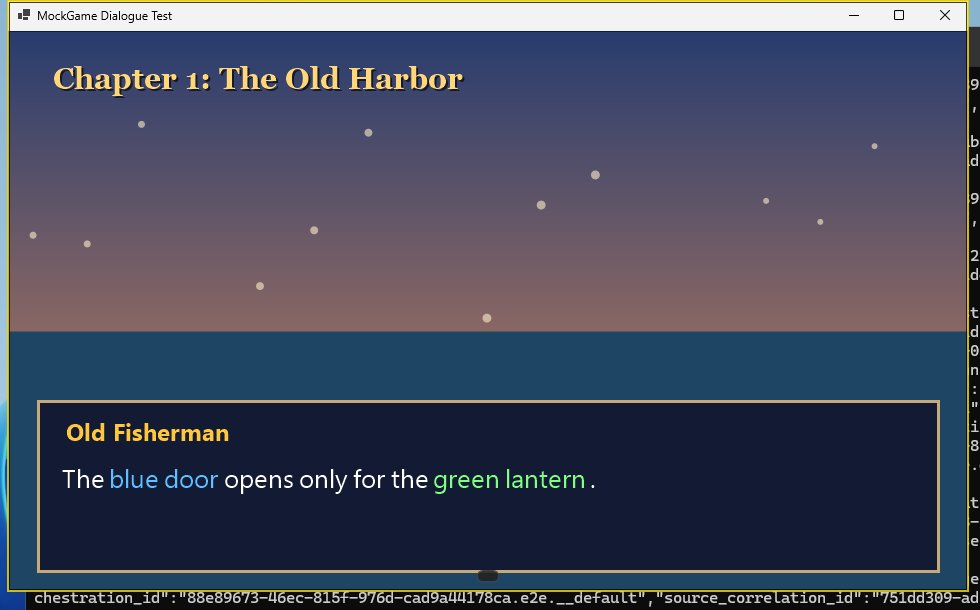 MockGame Dialogue Test
Chapter 1: The Old Harbor
Old Fisherman
The blue door opens only for the green lantern .
chestration_id":"88e89673-46ec-815f-976d-cad9a44178ca.e2e.__default","source_correlation_id":"751dd309-ac